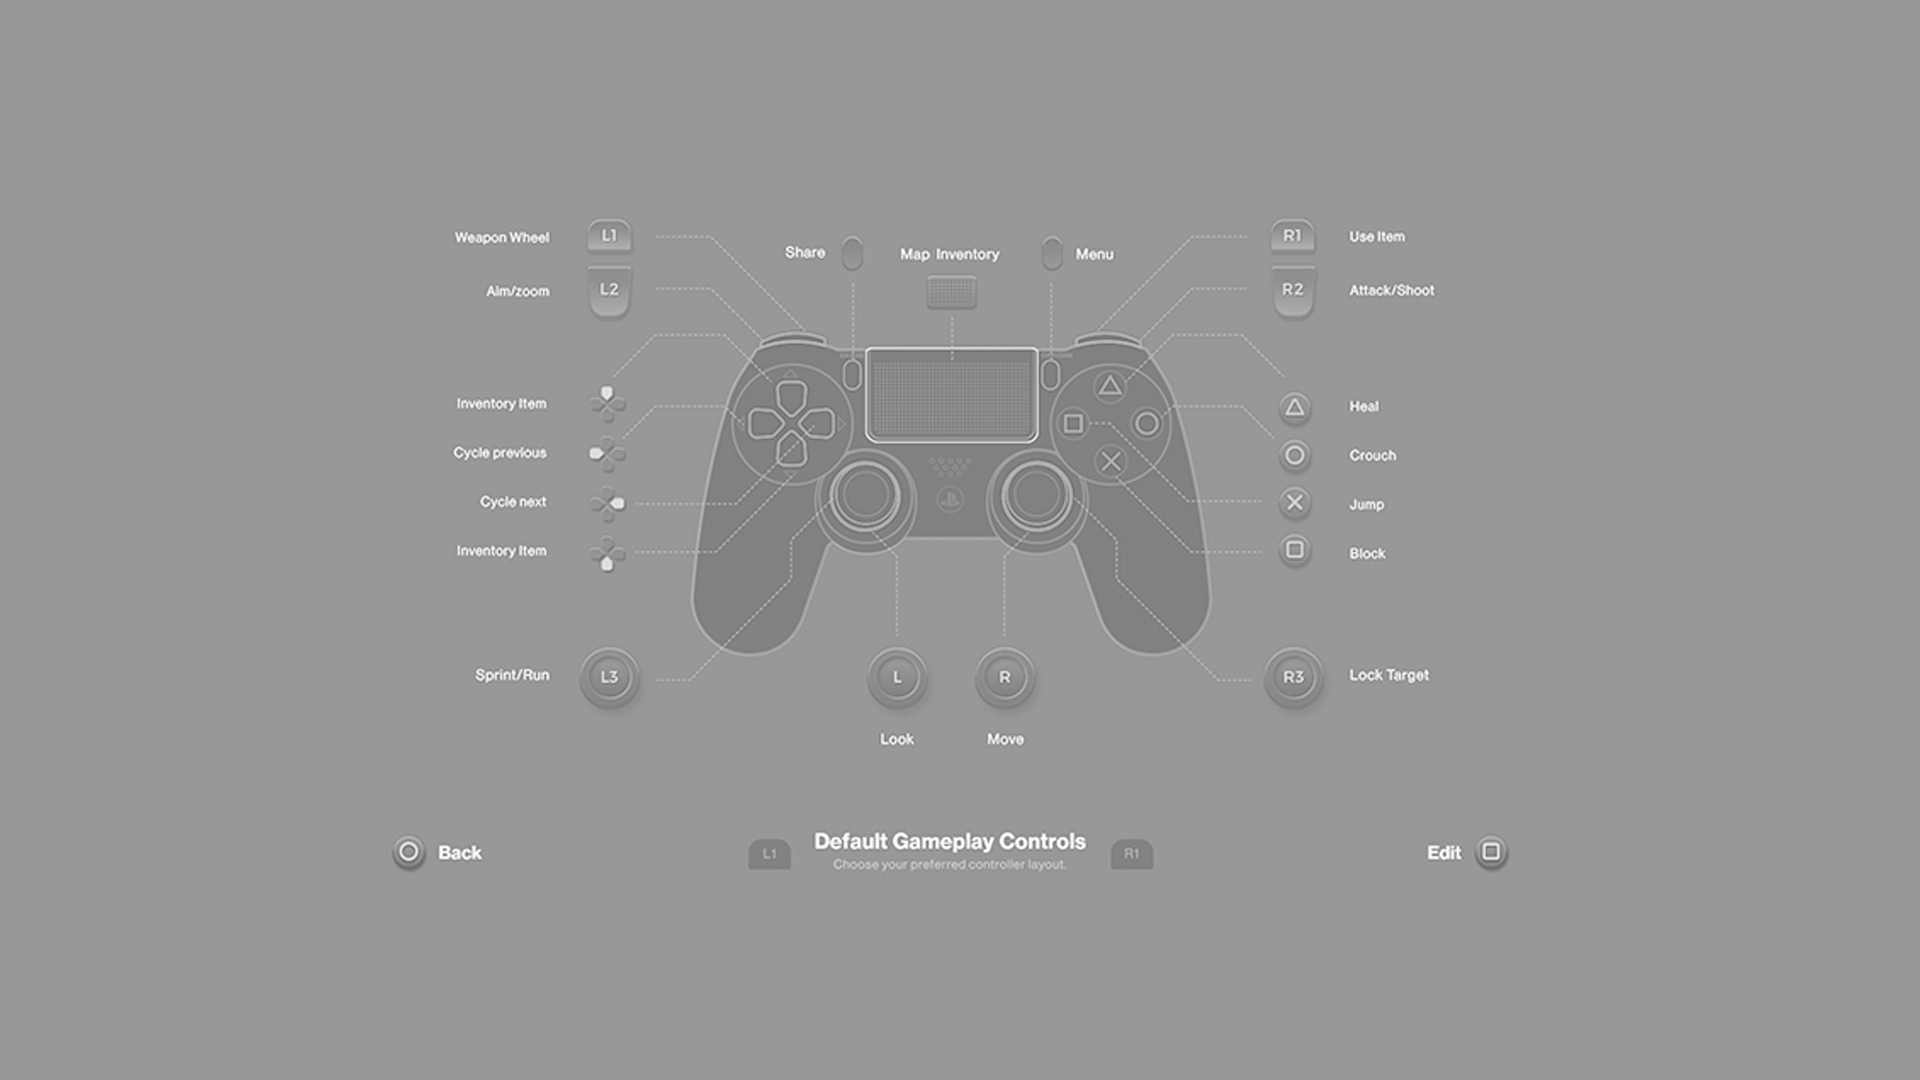 Weapon Wheel
L1
Aim/zoom
L2
Share
Map Inventory
Menu
R1
Use Item
R2
Attack/Shoot
Inventory Item
Cycle previous
Cycle next
Inventory Item
Heal
Crouch
Jump
Block
Sprint/Run
L3
L
Look
R
Move
R3
Lock Target
Back
L1
Default Gameplay Controls
Choose your preferred controller layout.
R1
Edit